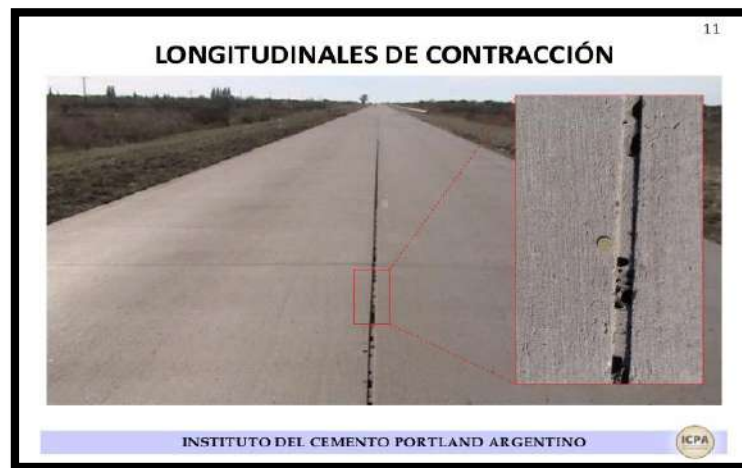 11
LONGITUDINALES DE CONTRACCIÓN
INSTITUTO DEL CEMENTO PORTLAND ARGENTINO
ICPA